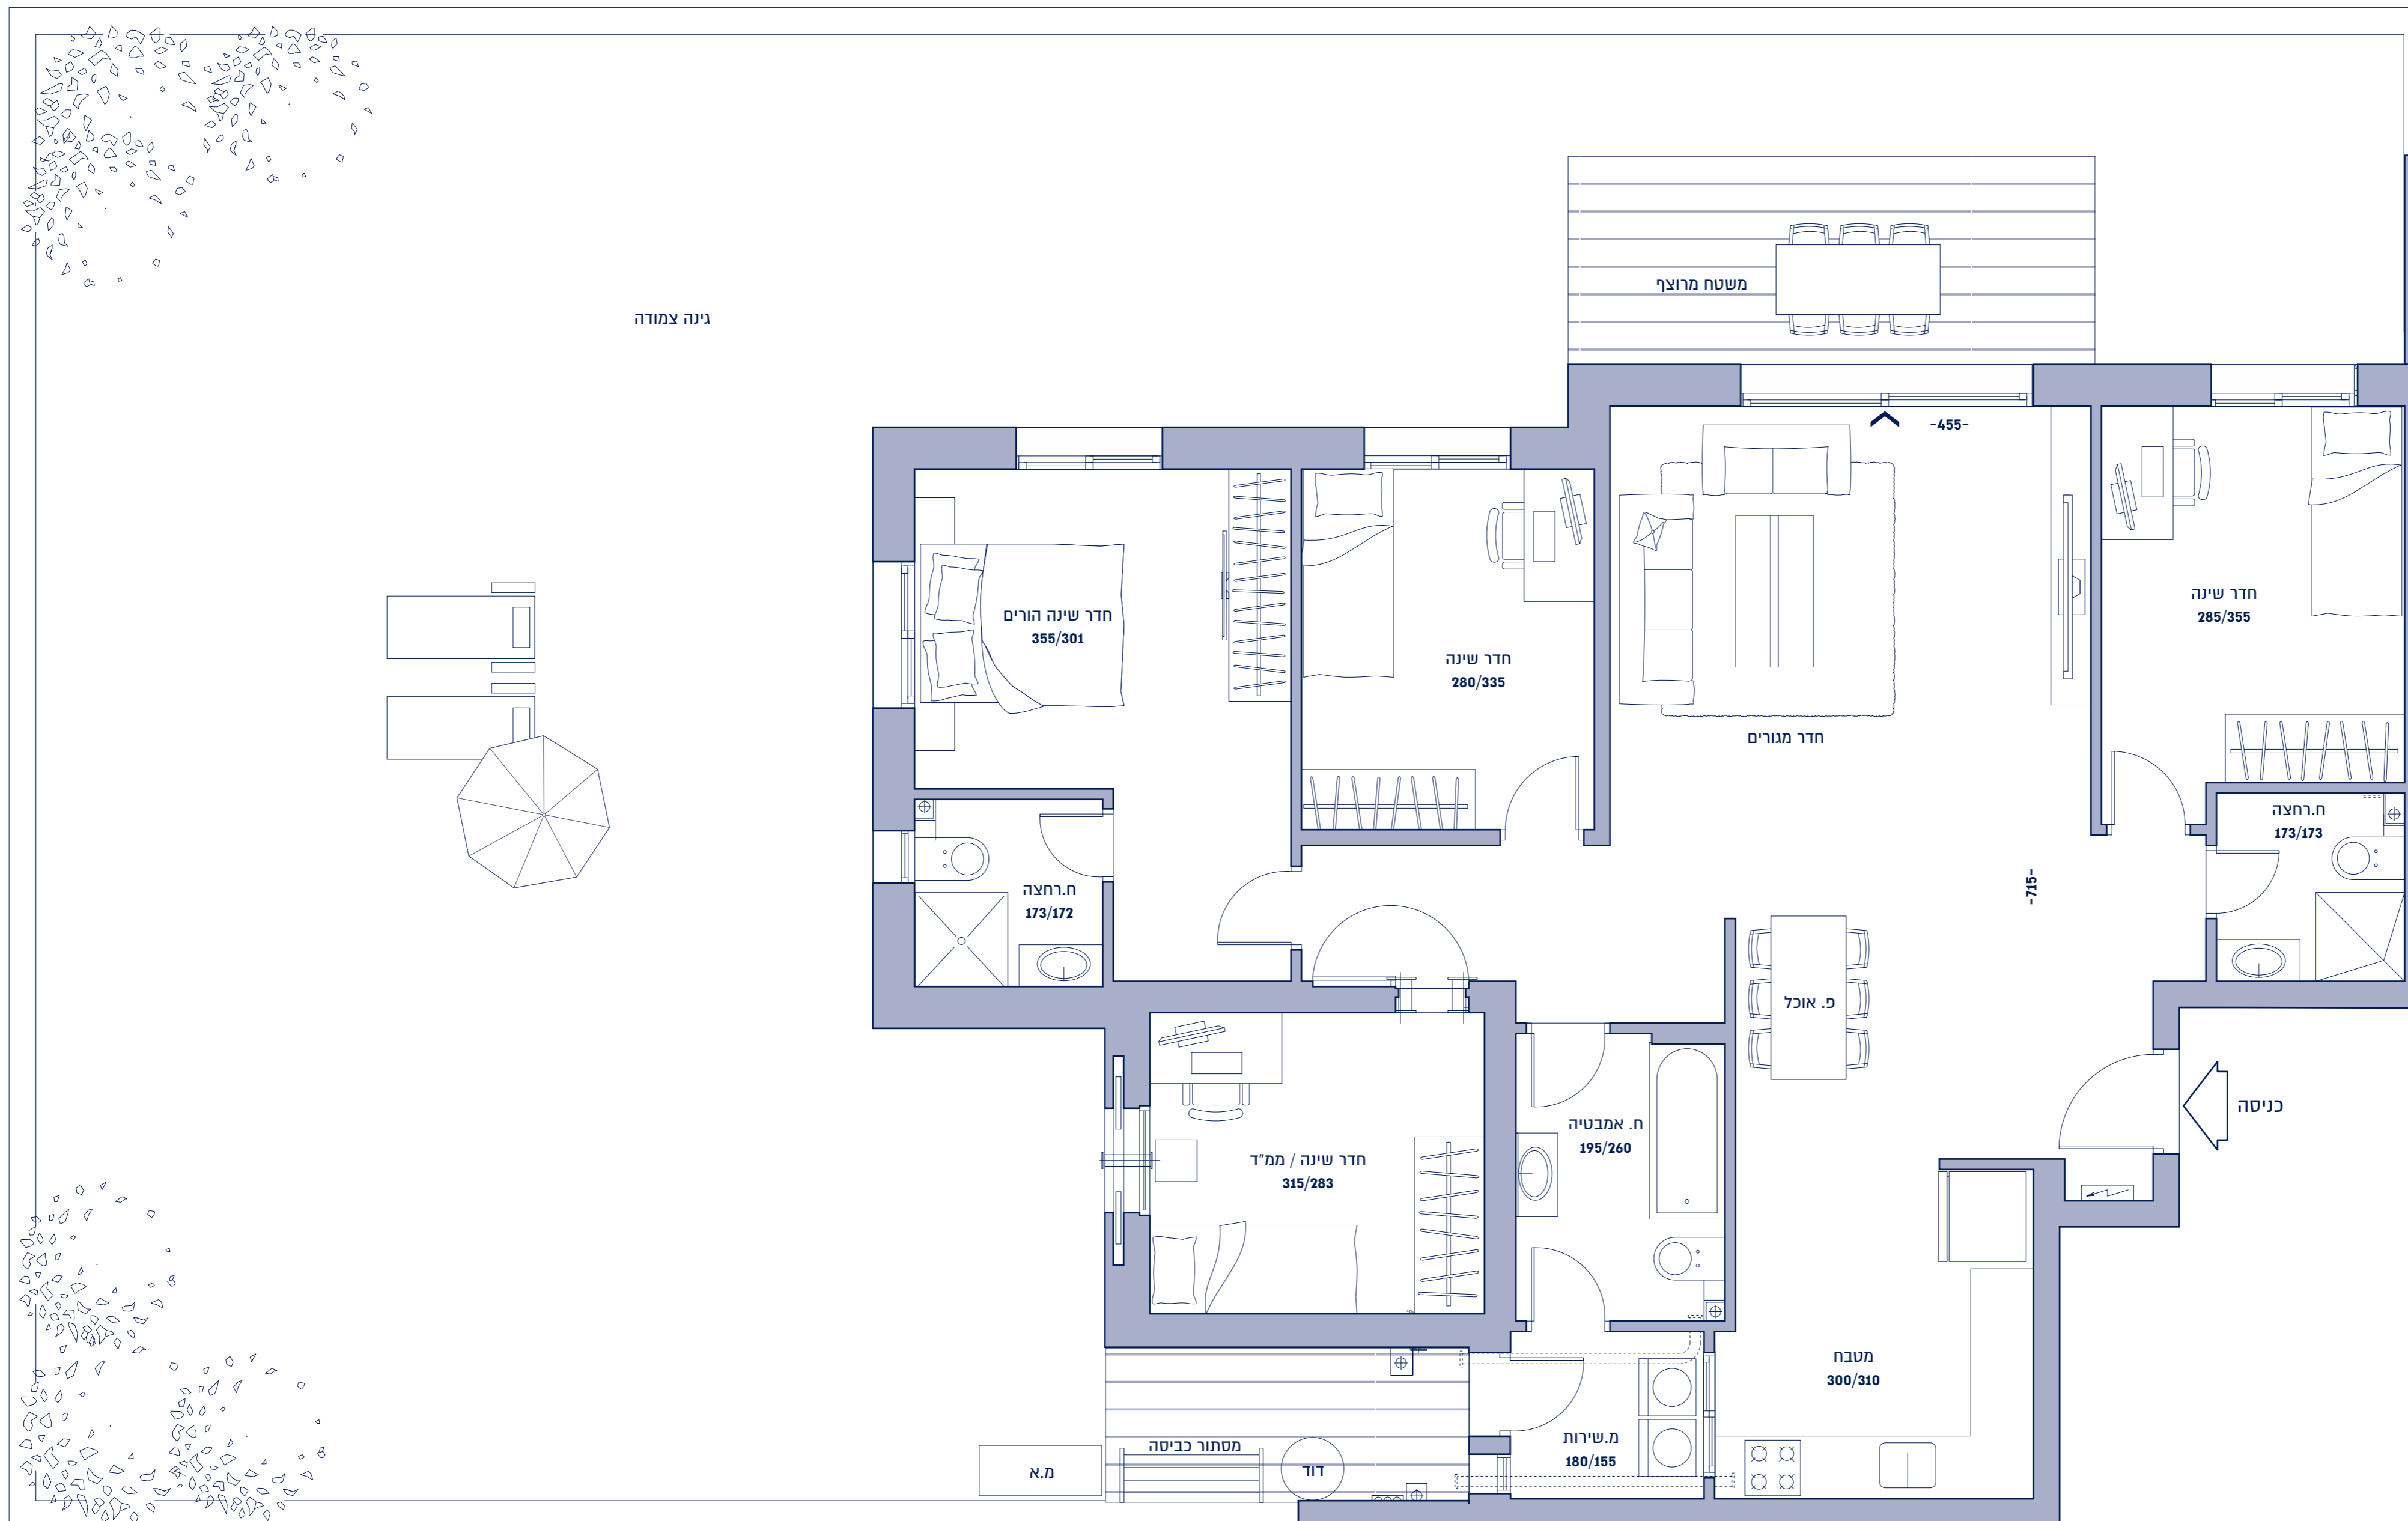 משטח מרוצף
גינה צמודה
-455-
חדר שינה
285/355
חדר שינה הורים
355/301
חדר שינה
280/335
חדר מגורים
ח.רחצה
173/173
ח.רחצה
173/172
-715-
פ. אוכל
כניסה
ח. אמבטיה
195/260
חדר שינה / ממ"ד
315/283
מטבח
300/310
מ.שירות
180/155
מסתור כביסה
דוד
מ.א